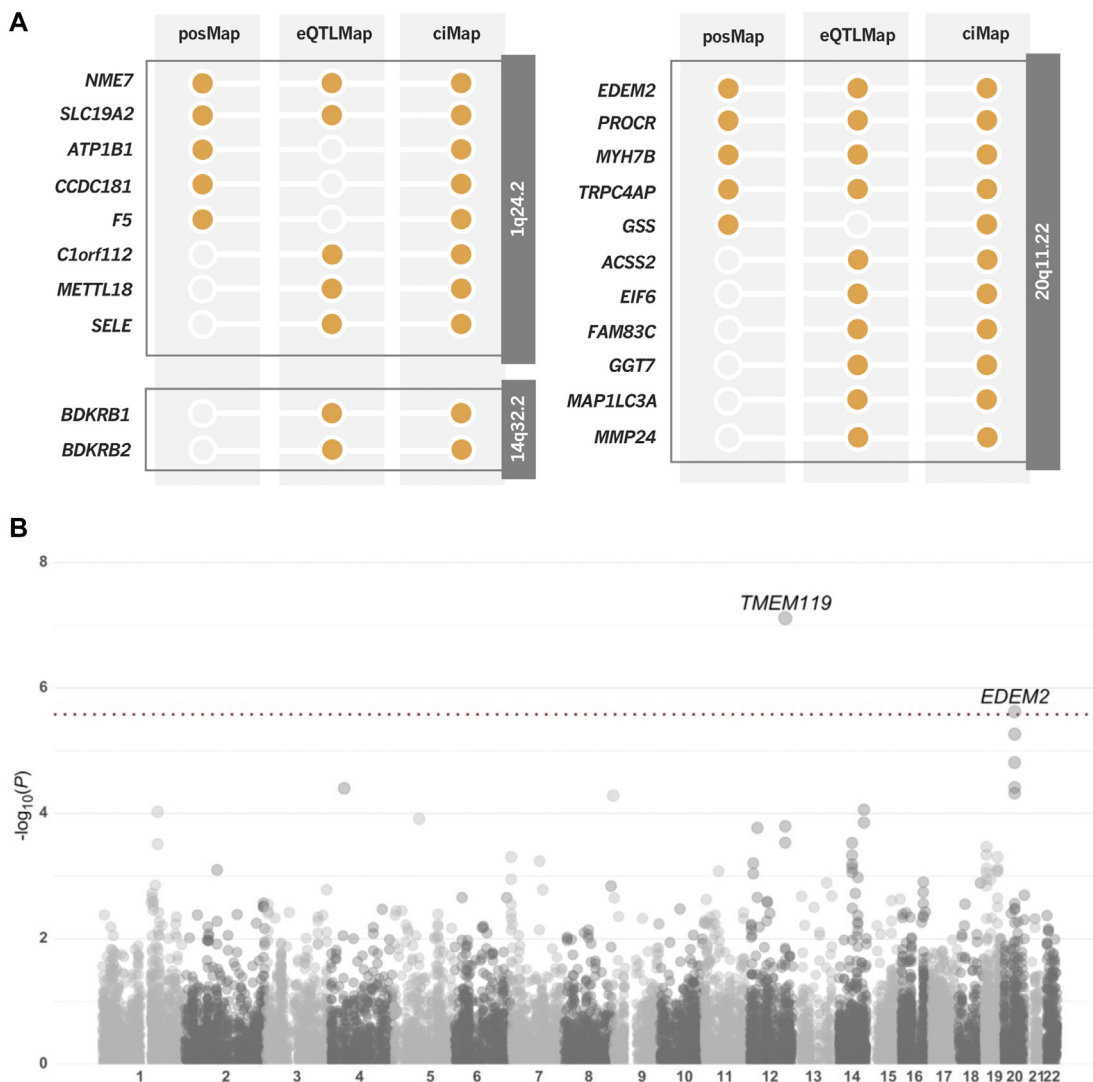 A
posMap eQTLMap ciMap
NME7
SLC19A2
ATP1B1
CCDC181
F5
C1orf112
METTL18
SELE
1q24.2
BDKRB1
BDKRB2
14q32.2
posMap eQTLMap ciMap
EDEM2
PROCR
MYH7B
TRPC4AP
GSS
ACSS2
EIF6
FAM83C
GGT7
MAP1LC3A
MMP24
20q11.22
B
8
TMEM119
6
EDEM2
-log10(P)
4
2
0
1 2 3 4 5 6 7 8 9 10 11 12 13 14 15 16 17 18 19 20 21 22